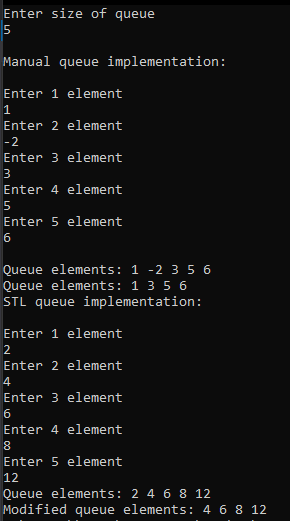 Enter size of queue
5
Manual queue implementation:
Enter 1 element
1
Enter 2 element
-2
Enter 3 element
3
Enter 4 element
5
Enter 5 element
6
Queue elements: 1 -2 3 5 6
Queue elements: 1 3 5 6
STL queue implementation:
Enter 1 element
2
Enter 2 element
4
Enter 3 element
6
Enter 4 element
8
Enter 5 element
12
Queue elements: 2 4 6 8 12
Modified queue elements: 4 6 8 12